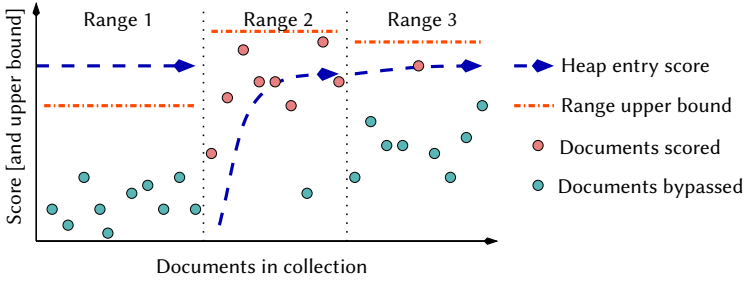 Range 1
Range 2
Range 3
Score [and upper bound]
Heap entry score
Range upper bound
Documents scored
Documents bypassed
Documents in collection